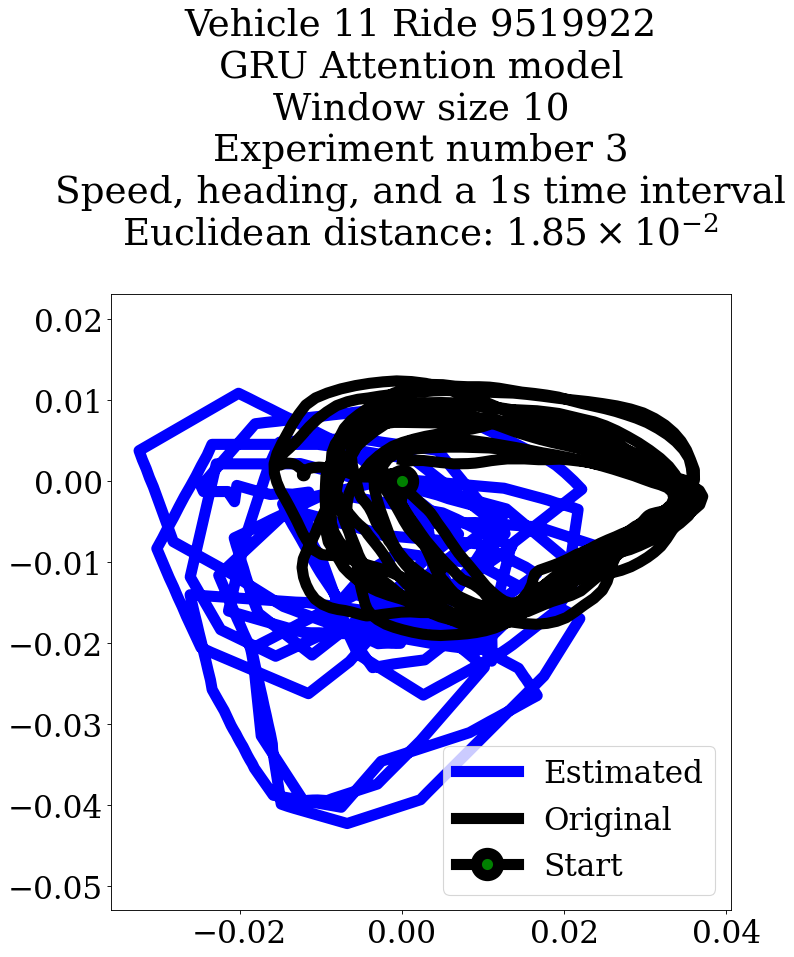 Vehicle 11 Ride 9519922
GRU Attention model
Window size 10
Experiment number 3
Speed, heading, and a 1s time interval
Euclidean distance: 1.85 × 10⁻²
0.02
0.01
0.00
−0.01
−0.02
−0.03
−0.04
−0.05
Estimated
Original
Start
−0.02
0.00
0.02
0.04